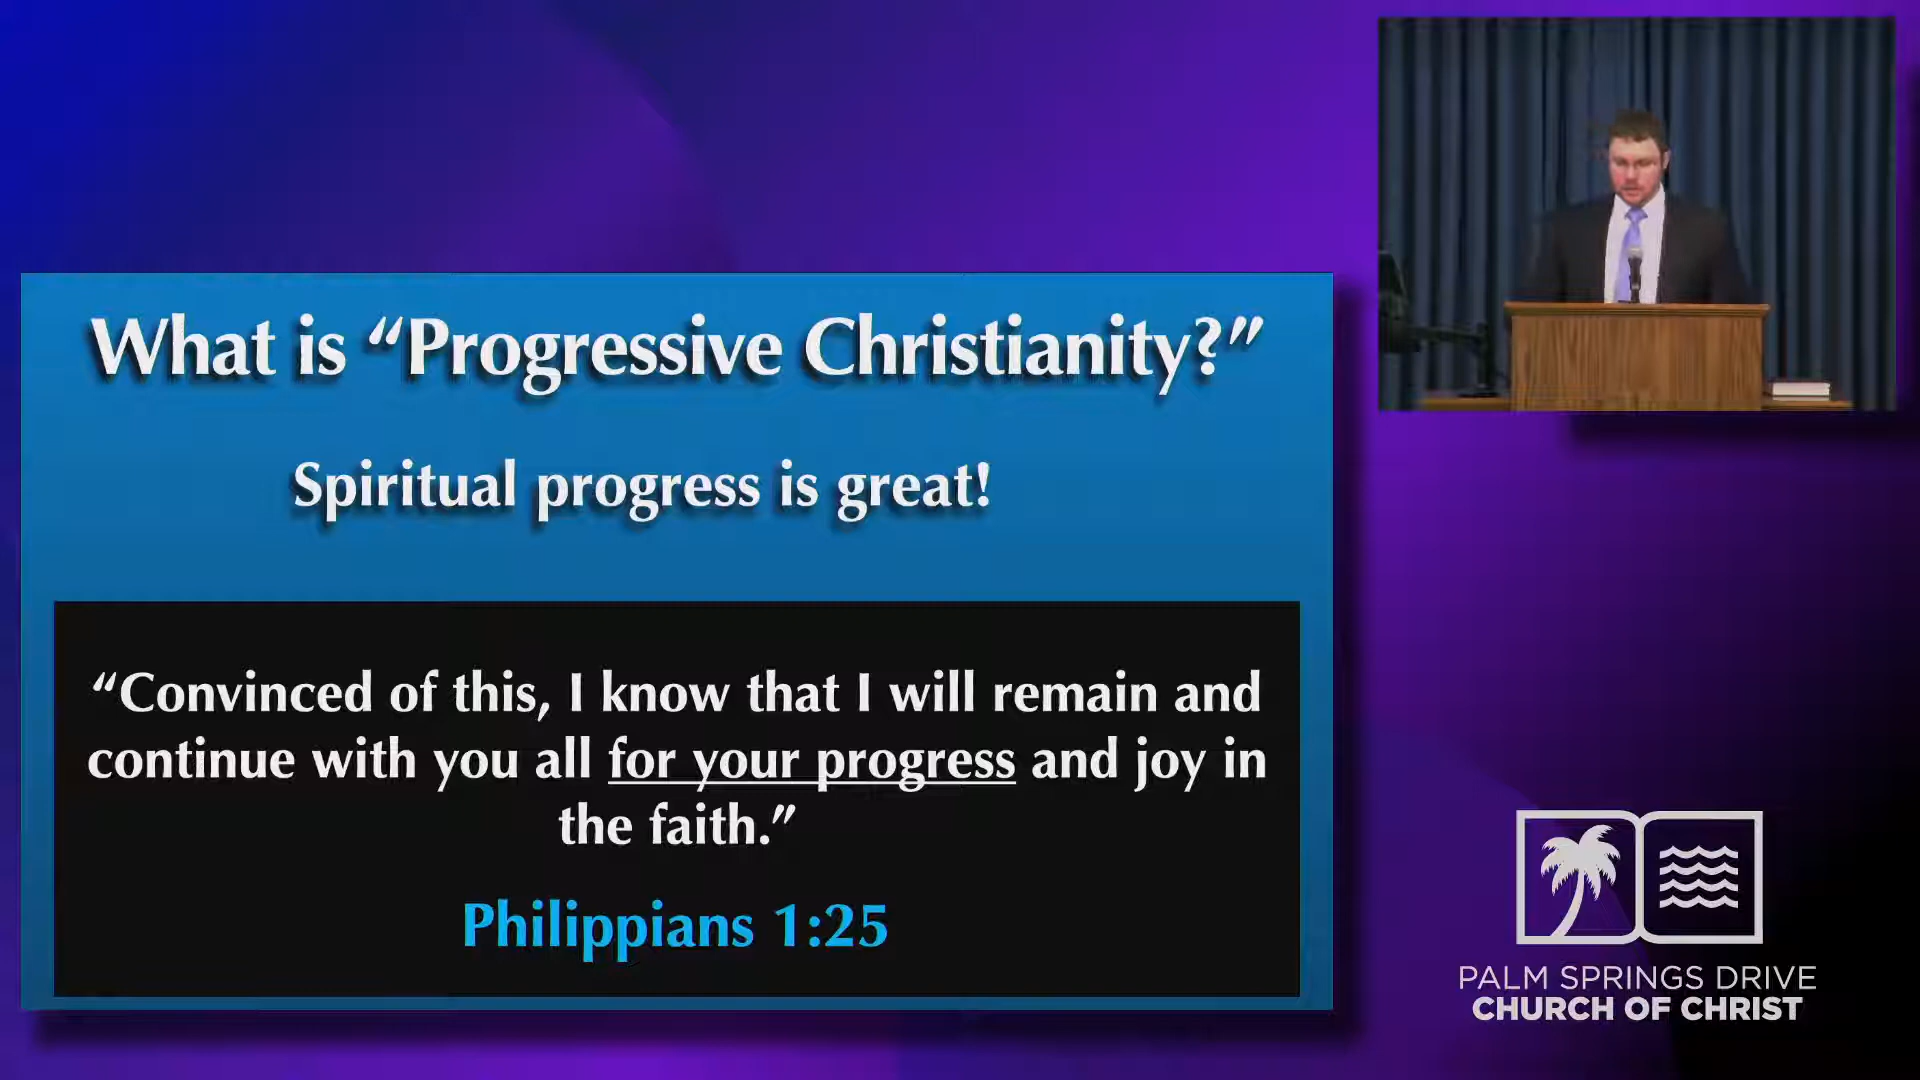 What is “Progressive Christianity?”
Spiritual progress is great!
“Convinced of this, I know that I will remain and
continue with you all for your progress and joy in
the faith.”
Philippians 1:25
PALM SPRINGS DRIVE
CHURCH OF CHRIST